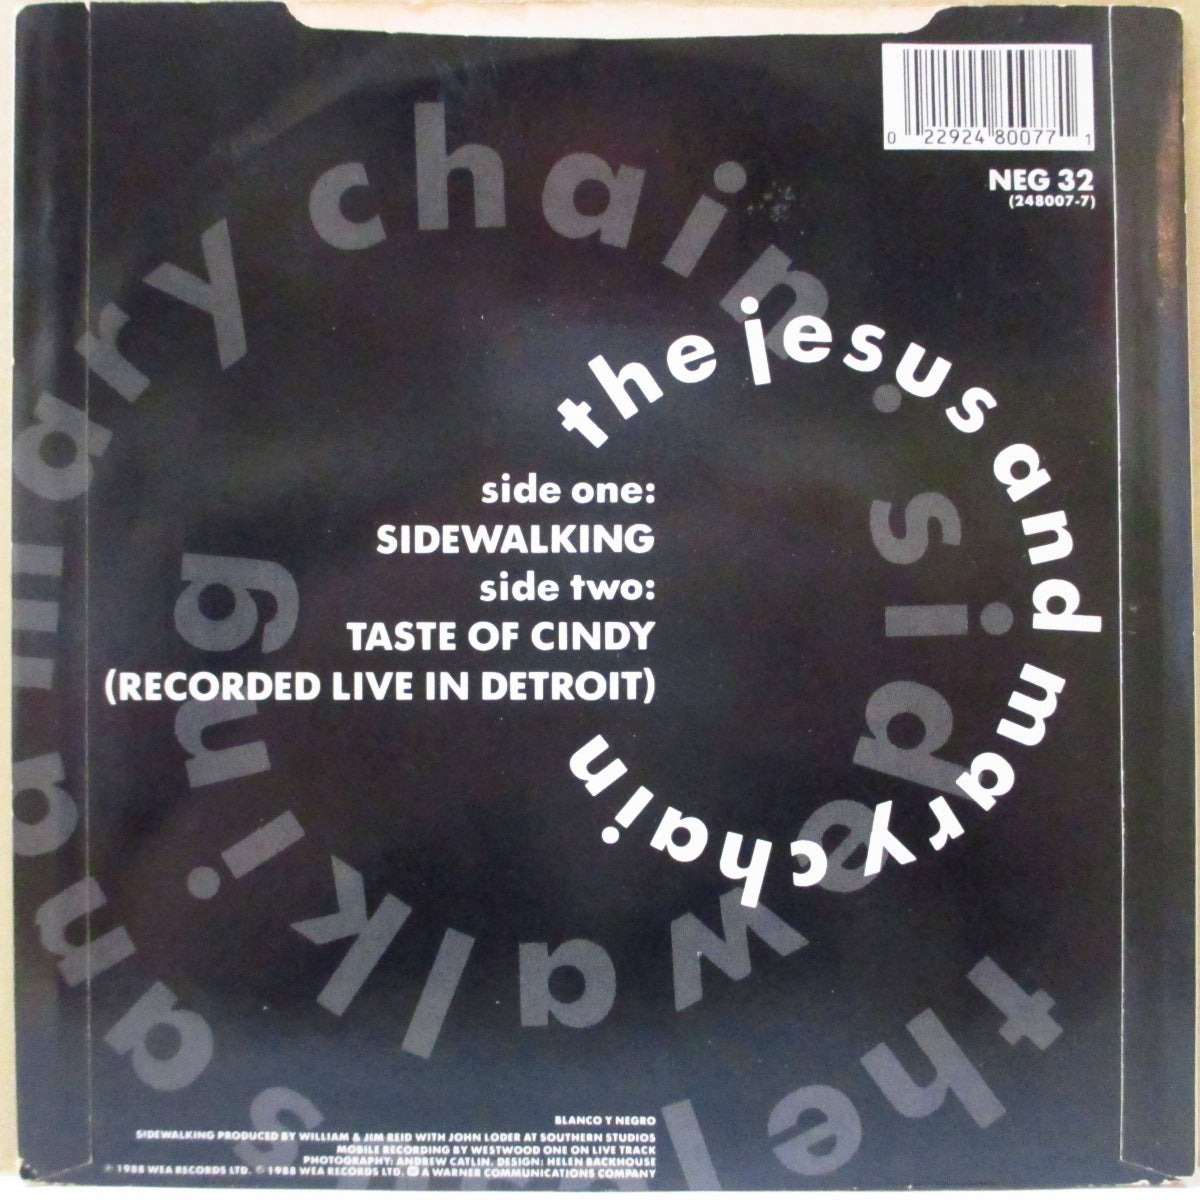 0 22924 80077 1
NEG 32
(248007-7)
the jesus and mary chain
side one:
SIDEWALKING
side two:
TASTE OF CINDY
(RECORDED LIVE IN DETROIT)
the jesus and mary chain. sidewalking
BLANCO Y NEGRO
SIDEWALKING PRODUCED BY WILLIAM & JIM REID WITH JOHN LODER AT SOUTHERN STUDIOS
MOBILE RECORDING BY WESTWOOD ONE ON LIVE TRACK
PHOTOGRAPHY: ANDREW CATLIN. DESIGN: HELEN BACKHOUSE
℗ 1988 WEA RECORDS LTD. © 1988 WEA RECORDS LTD. A WARNER COMMUNICATIONS COMPANY